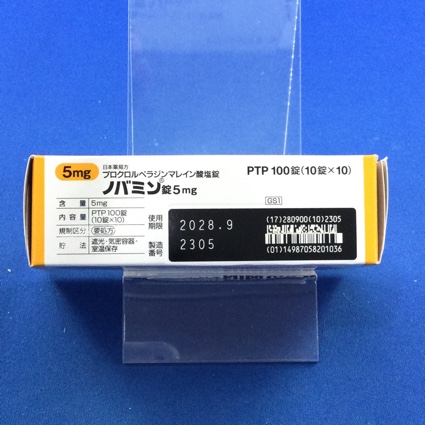 5mg
日本薬局方
プロクロルペラジンマレイン酸塩錠
ノバミン®錠5mg
PTP 100錠(10錠×10)
含量 5mg
内容量 PTP100錠
(10錠×10)
規制区分 要処方
貯法 遮光・気密容器・
室温保存
使用
期限
2028.9
製造
番号
2305
GS1
(17)280900(10)2305
(01)14987058201036